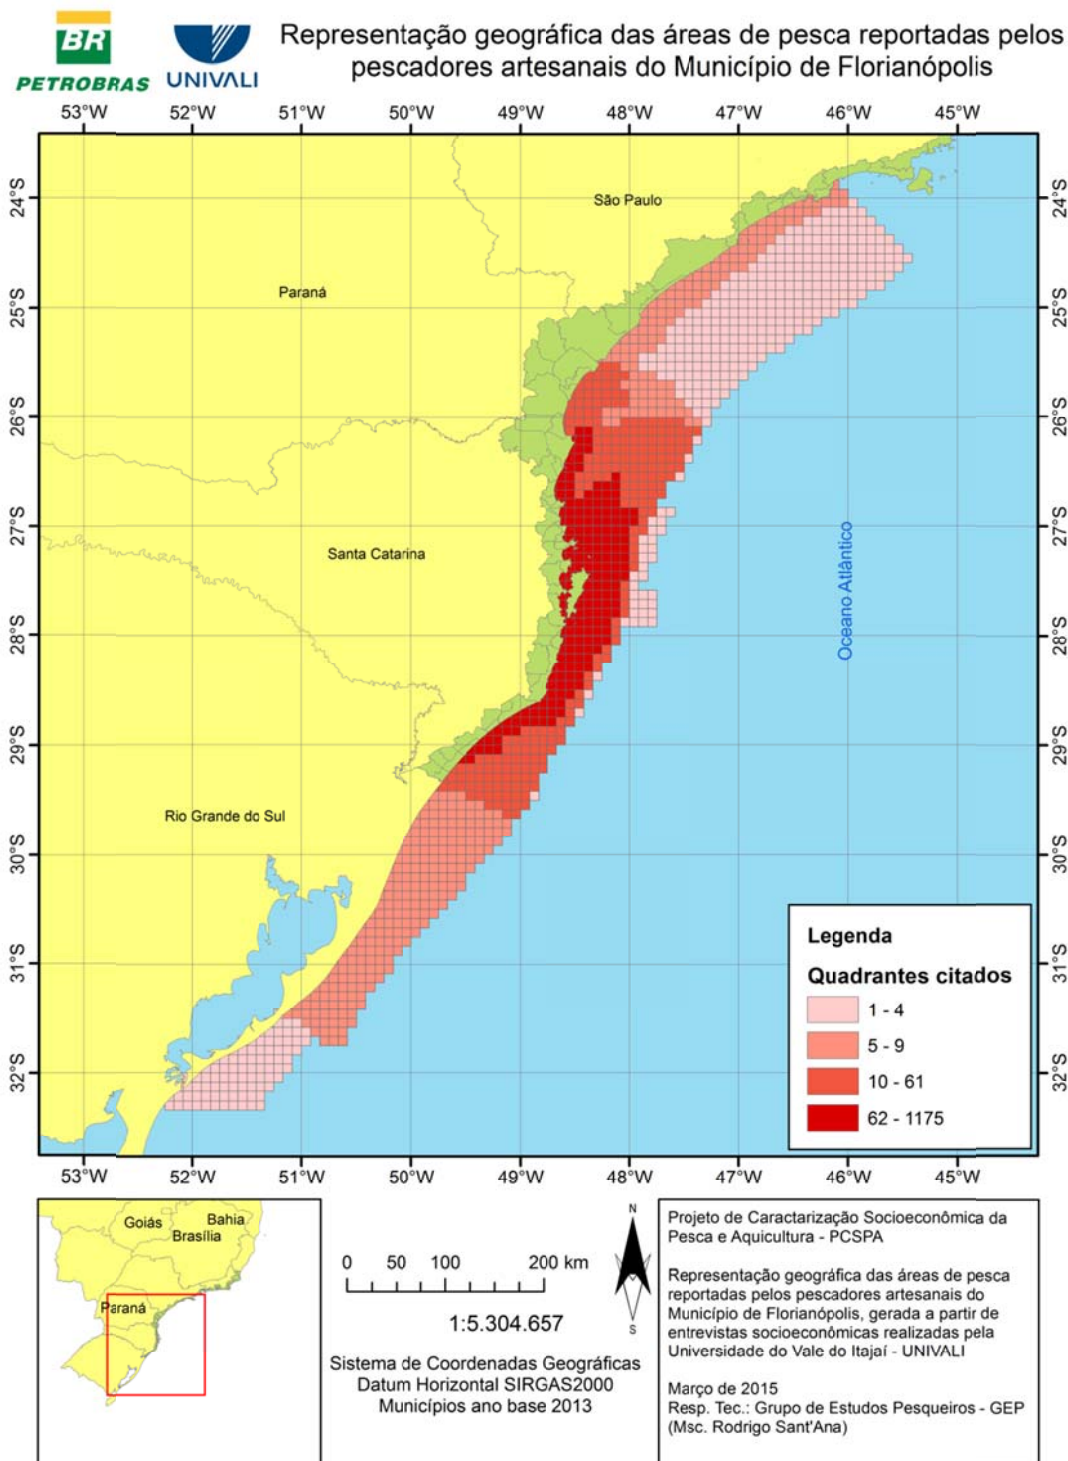 BR
PETROBRAS
UNIVALI
Representação geográfica das áreas de pesca reportadas pelos
pescadores artesanais do Município de Florianópolis
53°W 52°W 51°W 50°W 49°W 48°W 47°W 46°W 45°W
24°S 24°S
São Paulo
Paraná
25°S 25°S
26°S 26°S
27°S 27°S
Santa Catarina
Oceano Atlântico
28°S 28°S
29°S 29°S
Rio Grande do Sul
30°S 30°S
31°S 31°S
32°S 32°S
Legenda
Quadrantes citados
1 - 4
5 - 9
10 - 61
62 - 1175
53°W 52°W 51°W 50°W 49°W 48°W 47°W 46°W 45°W
Goiás
Bahia
Brasília
Paraná
0 50 100 200 km
N
S
1:5.304.657
Sistema de Coordenadas Geográficas
Datum Horizontal SIRGAS2000
Municípios ano base 2013
Projeto de Caractarização Socioeconômica da
Pesca e Aquicultura - PCSPA
Representação geográfica das áreas de pesca
reportadas pelos pescadores artesanais do
Município de Florianópolis, gerada a partir de
entrevistas socioeconômicas realizadas pela
Universidade do Vale do Itajaí - UNIVALI
Março de 2015
Resp. Tec.: Grupo de Estudos Pesqueiros - GEP
(Msc. Rodrigo Sant'Ana)